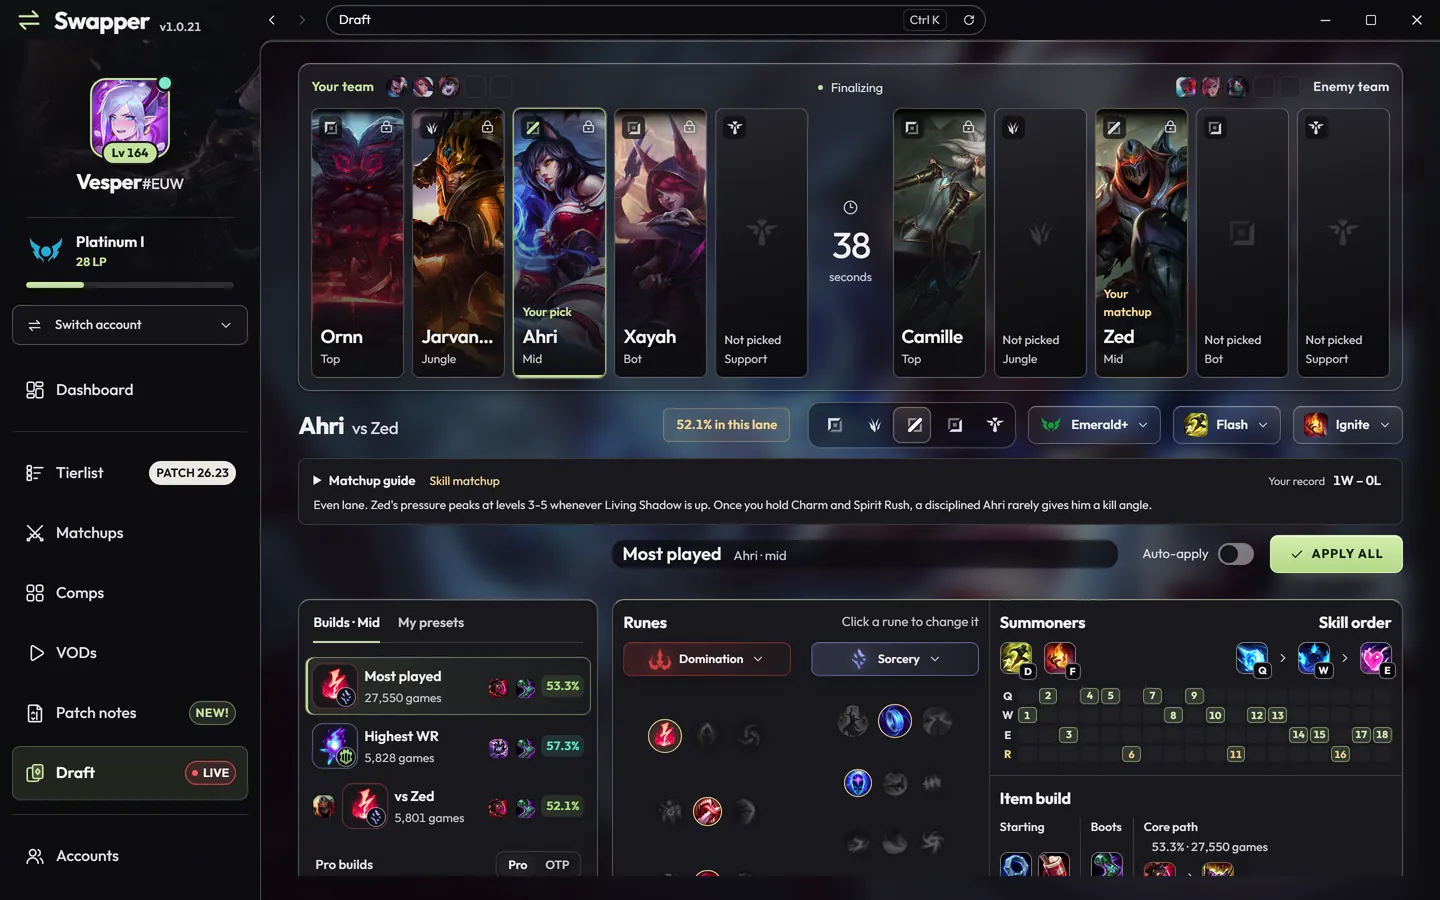 Swapper v1.0.21
Draft
Ctrl K
Lv 164
Vesper#EUW
Platinum I
28 LP
Switch account
Dashboard
Tierlist
PATCH 26.23
Matchups
Comps
VODs
Patch notes
NEW!
Draft
LIVE
Accounts
Your team
Finalizing
Enemy team
Ornn
Top
Jarvan...
Jungle
Your pick
Ahri
Mid
Xayah
Bot
Not picked
Support
38
seconds
Camille
Top
Not picked
Jungle
Your
matchup
Zed
Mid
Not picked
Bot
Not picked
Support
Ahri vs Zed
52.1% in this lane
Emerald+
Flash
Ignite
Matchup guide
Skill matchup
Your record 1W – 0L
Even lane. Zed's pressure peaks at levels 3-5 whenever Living Shadow is up. Once you hold Charm and Spirit Rush, a disciplined Ahri rarely gives him a kill angle.
Most played Ahri · mid
Auto-apply
APPLY ALL
Builds · Mid
My presets
Most played
27,550 games
53.3%
Highest WR
5,828 games
57.3%
vs Zed
5,801 games
52.1%
Pro builds
Pro
OTP
Runes
Click a rune to change it
Domination
Sorcery
Summoners
D
F
Skill order
Q
W
E
Q 2 4 5 7 9
W 1 8 10 12 13
E 3 14 15 17 18
R 6 11 16
Item build
Starting
Boots
Core path
53.3% · 27,550 games